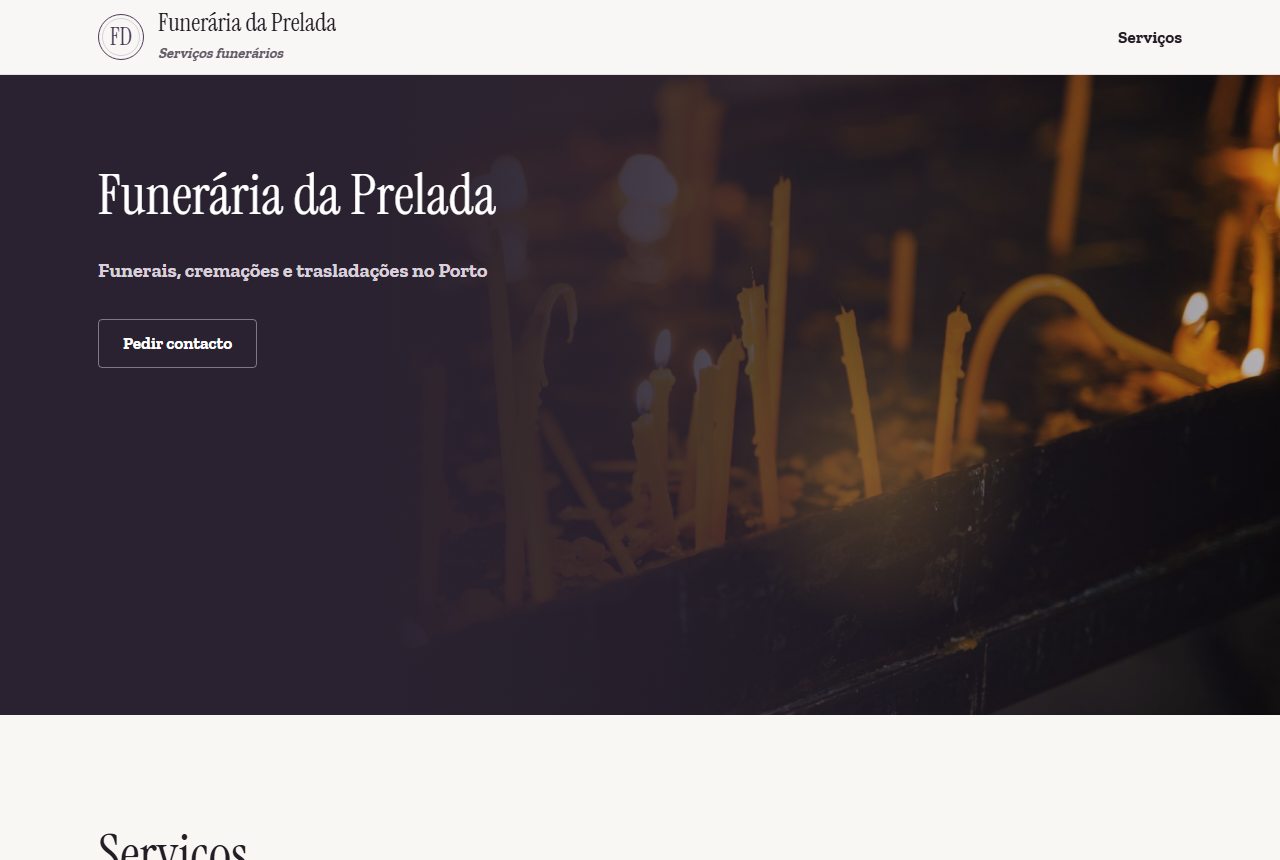 FD
Funerária da Prelada
Serviços funerários
Serviços
Funerária da Prelada
Funerais, cremações e trasladações no Porto
Pedir contacto
Serviços